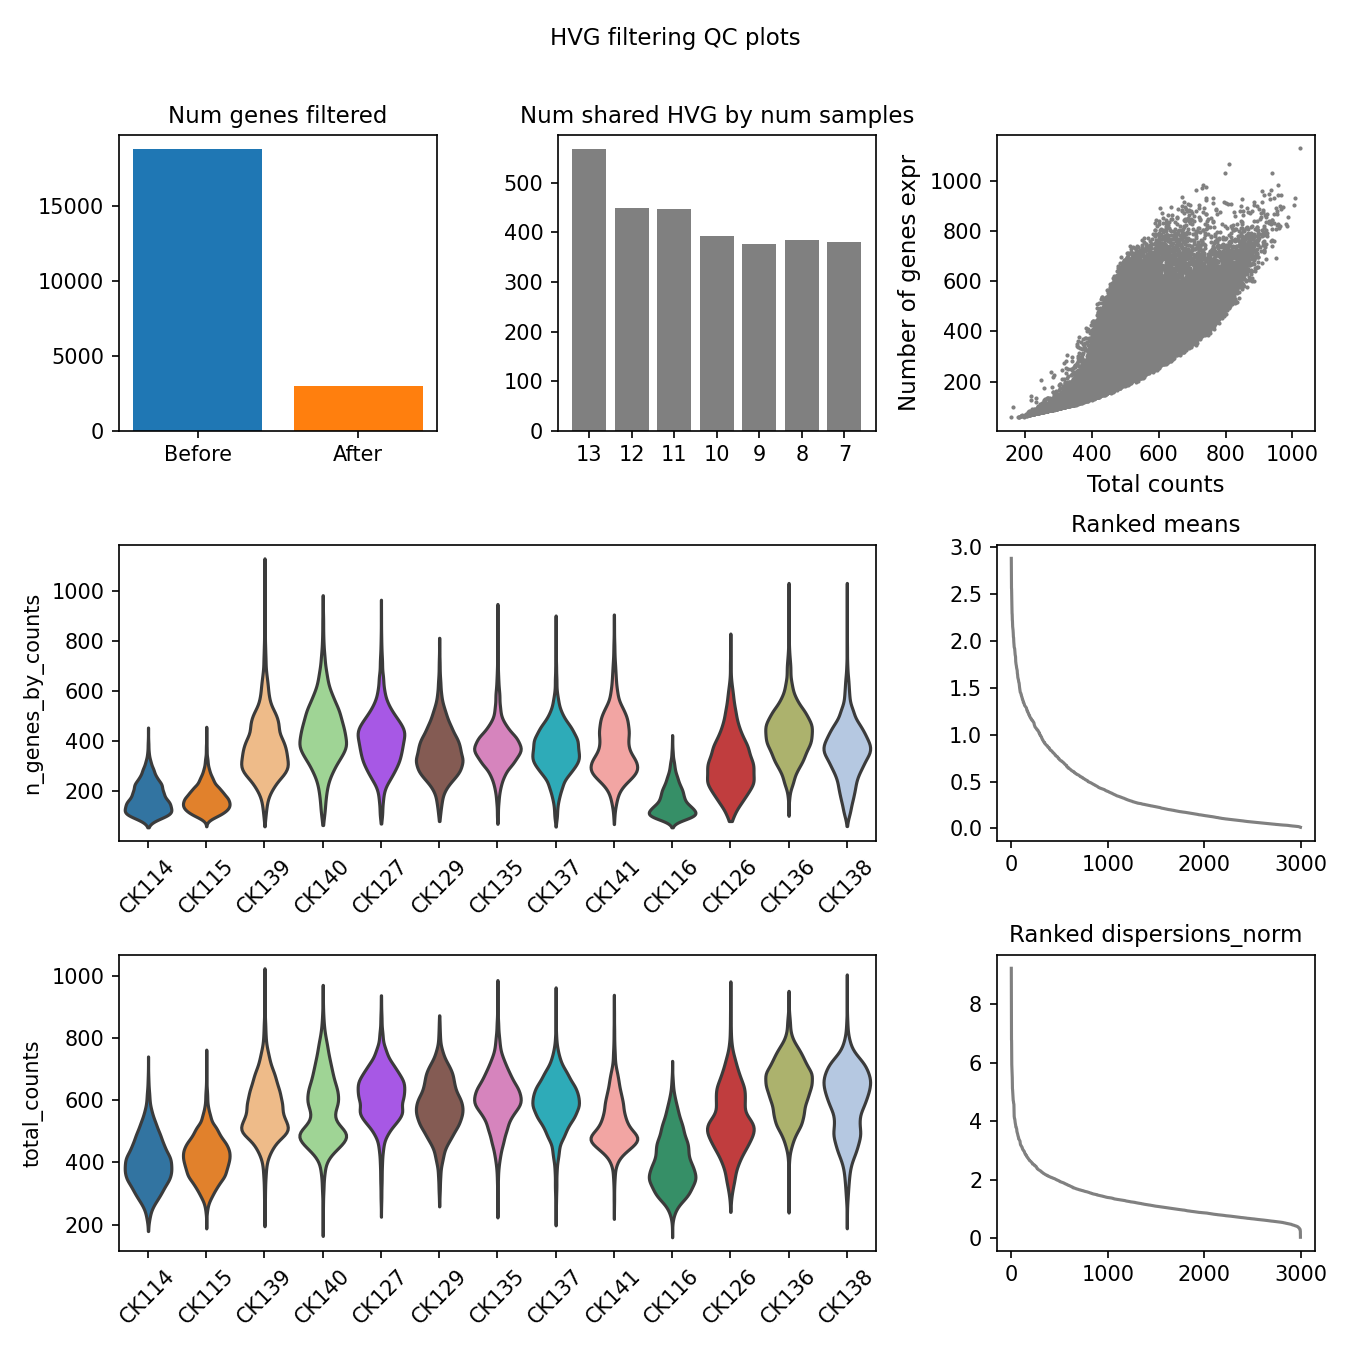 HVG filtering QC plots
Num genes filtered
15000
10000
5000
0
Before After
Num shared HVG by num samples
500
400
300
200
100
0
13 12 11 10 9 8 7
Number of genes expr
1000
800
600
400
200
200 400 600 800 1000
Total counts
n_genes_by_counts
1000
800
600
400
200
CK114 CK115 CK139 CK140 CK127 CK129 CK135 CK137 CK141 CK116 CK126 CK136 CK138
Ranked means
3.0
2.5
2.0
1.5
1.0
0.5
0.0
0 1000 2000 3000
total_counts
1000
800
600
400
200
CK114 CK115 CK139 CK140 CK127 CK129 CK135 CK137 CK141 CK116 CK126 CK136 CK138
Ranked dispersions_norm
8
6
4
2
0
0 1000 2000 3000